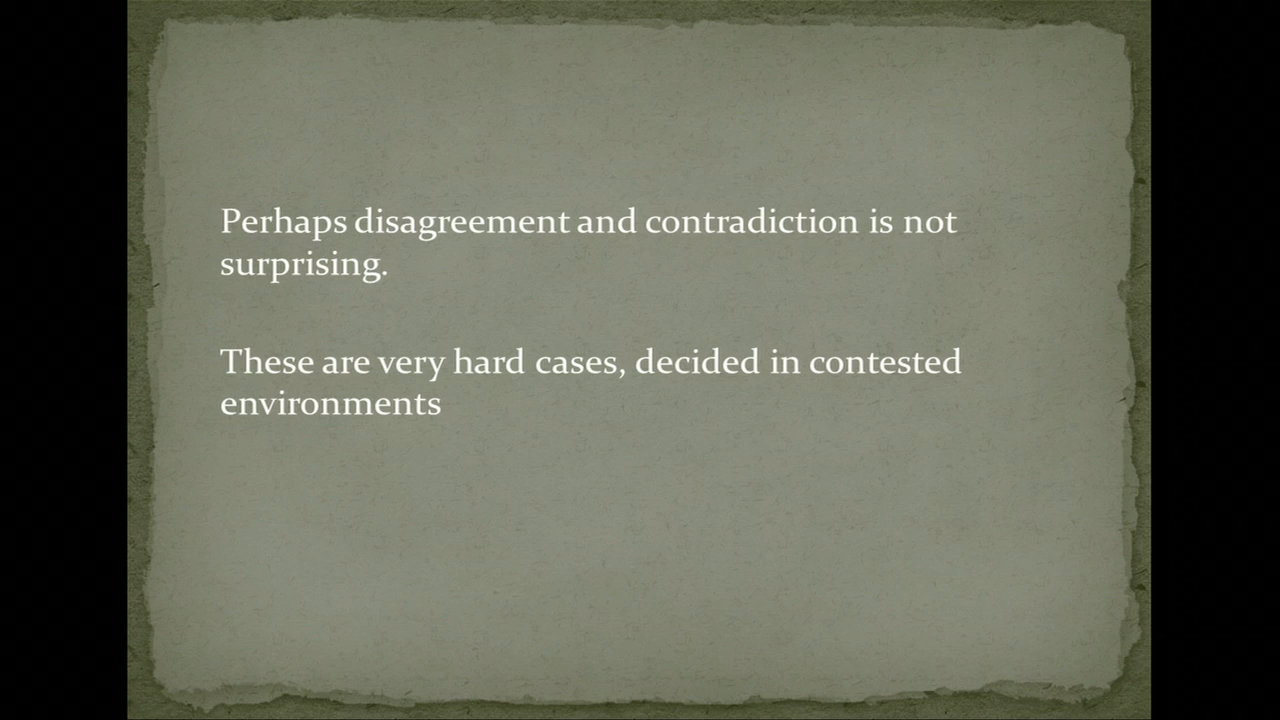 Perhaps disagreement and contradiction is not
surprising.
These are very hard cases, decided in contested
environments